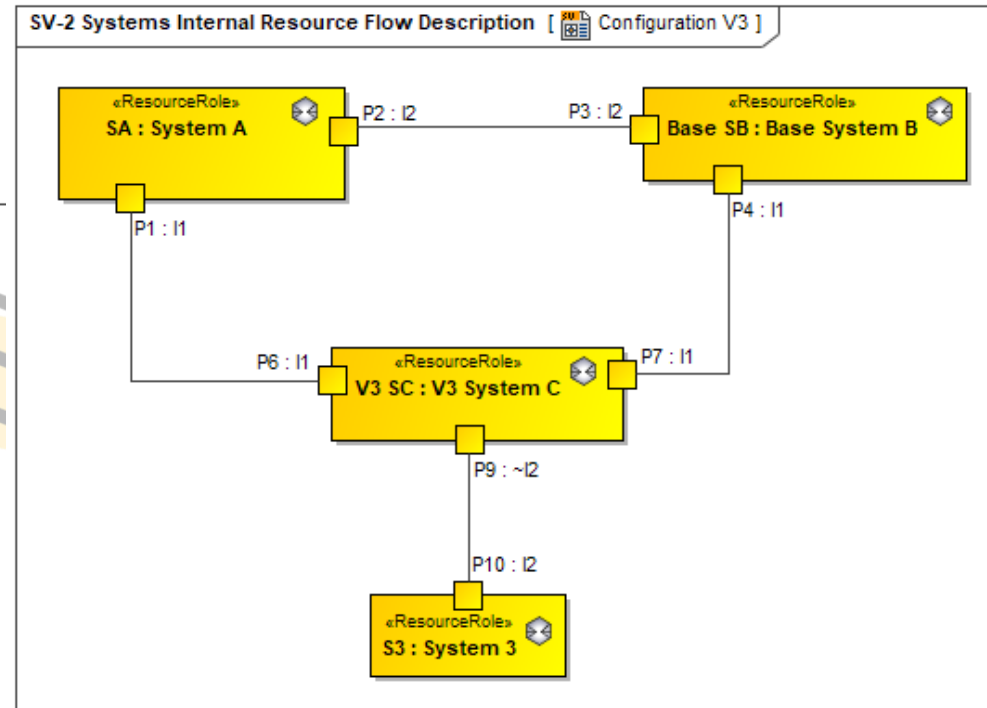 SV-2 Systems Internal Resource Flow Description [ Configuration V3 ]
«ResourceRole»
SA : System A
P2 : I2
P3 : I2
«ResourceRole»
Base SB : Base System B
P1 : I1
P4 : I1
P6 : I1
«ResourceRole»
V3 SC : V3 System C
P7 : I1
P9 : ~I2
P10 : I2
«ResourceRole»
S3 : System 3